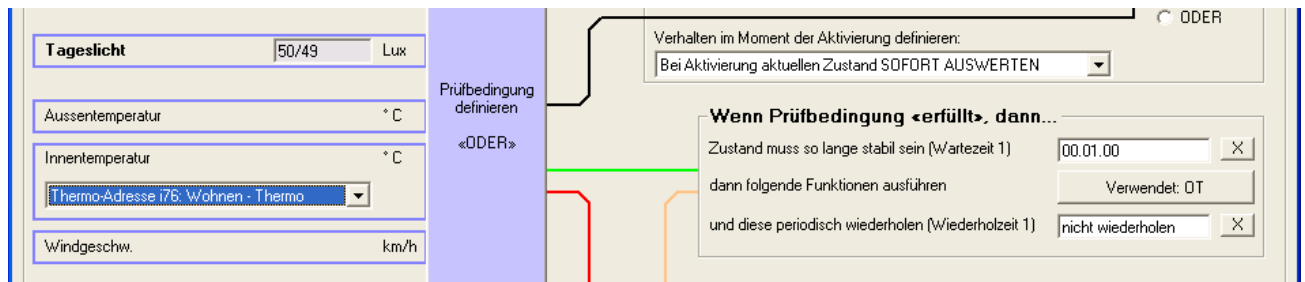 Tageslicht 50/49 Lux
Aussentemperatur °C
Innentemperatur °C
Thermo-Adresse i76: Wohnen - Thermo
Windgeschw. km/h
Prüfbedingung
definieren
«ODER»
ODER
Verhalten im Moment der Aktivierung definieren:
Bei Aktivierung aktuellen Zustand SOFORT AUSWERTEN
Wenn Prüfbedingung «erfüllt», dann...
Zustand muss so lange stabil sein (Wartezeit 1) 00.01.00 X
dann folgende Funktionen ausführen Verwendet: OT
und diese periodisch wiederholen (Wiederholzeit 1) nicht wiederholen X